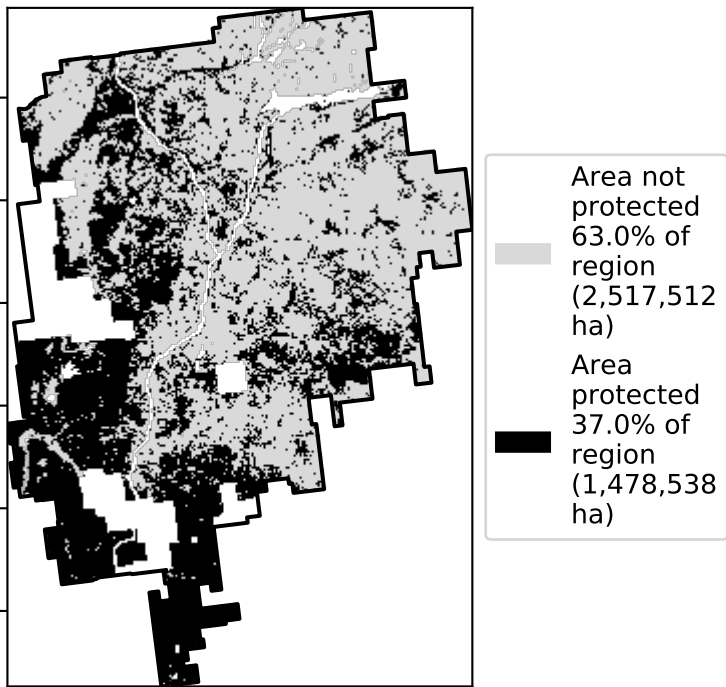 Area not
protected
63.0% of
region
(2,517,512
ha)
Area
protected
37.0% of
region
(1,478,538
ha)